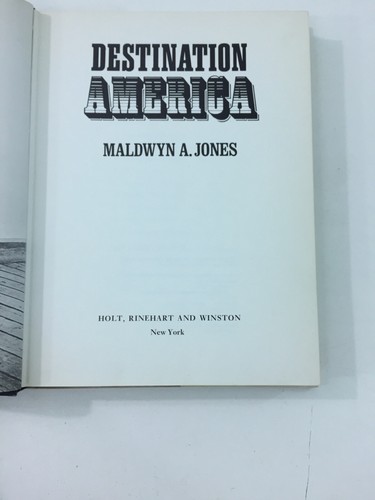 DESTINATION
AMERICA
MALDWYN A. JONES
HOLT, RINEHART AND WINSTON
New York